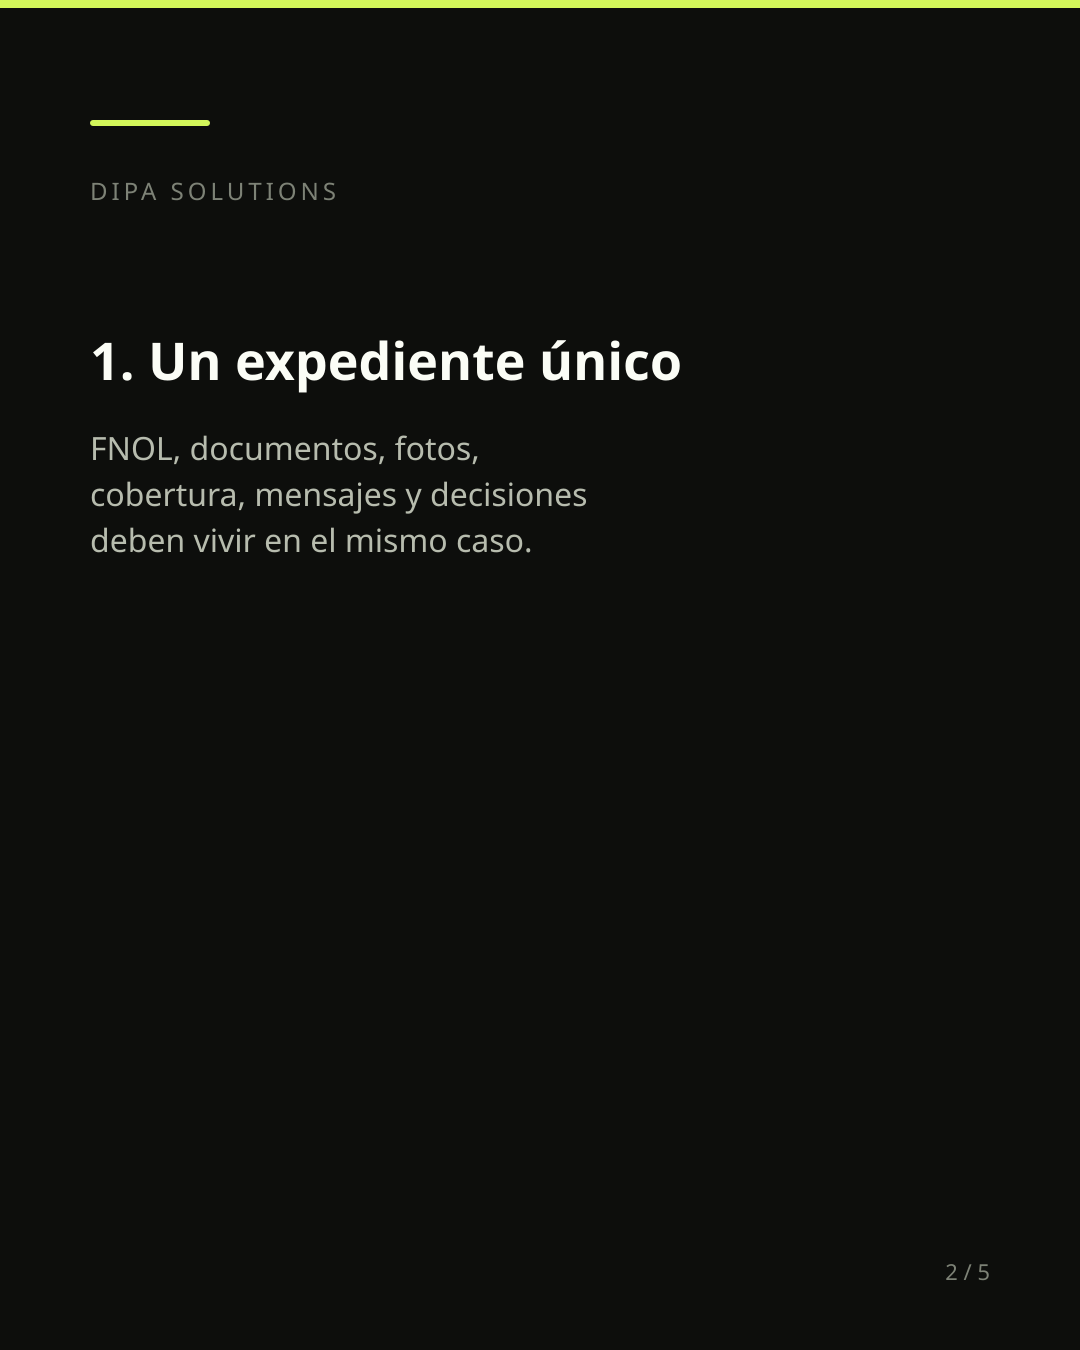 DIPA SOLUTIONS
1. Un expediente único
FNOL, documentos, fotos,
cobertura, mensajes y decisiones
deben vivir en el mismo caso.
2 / 5